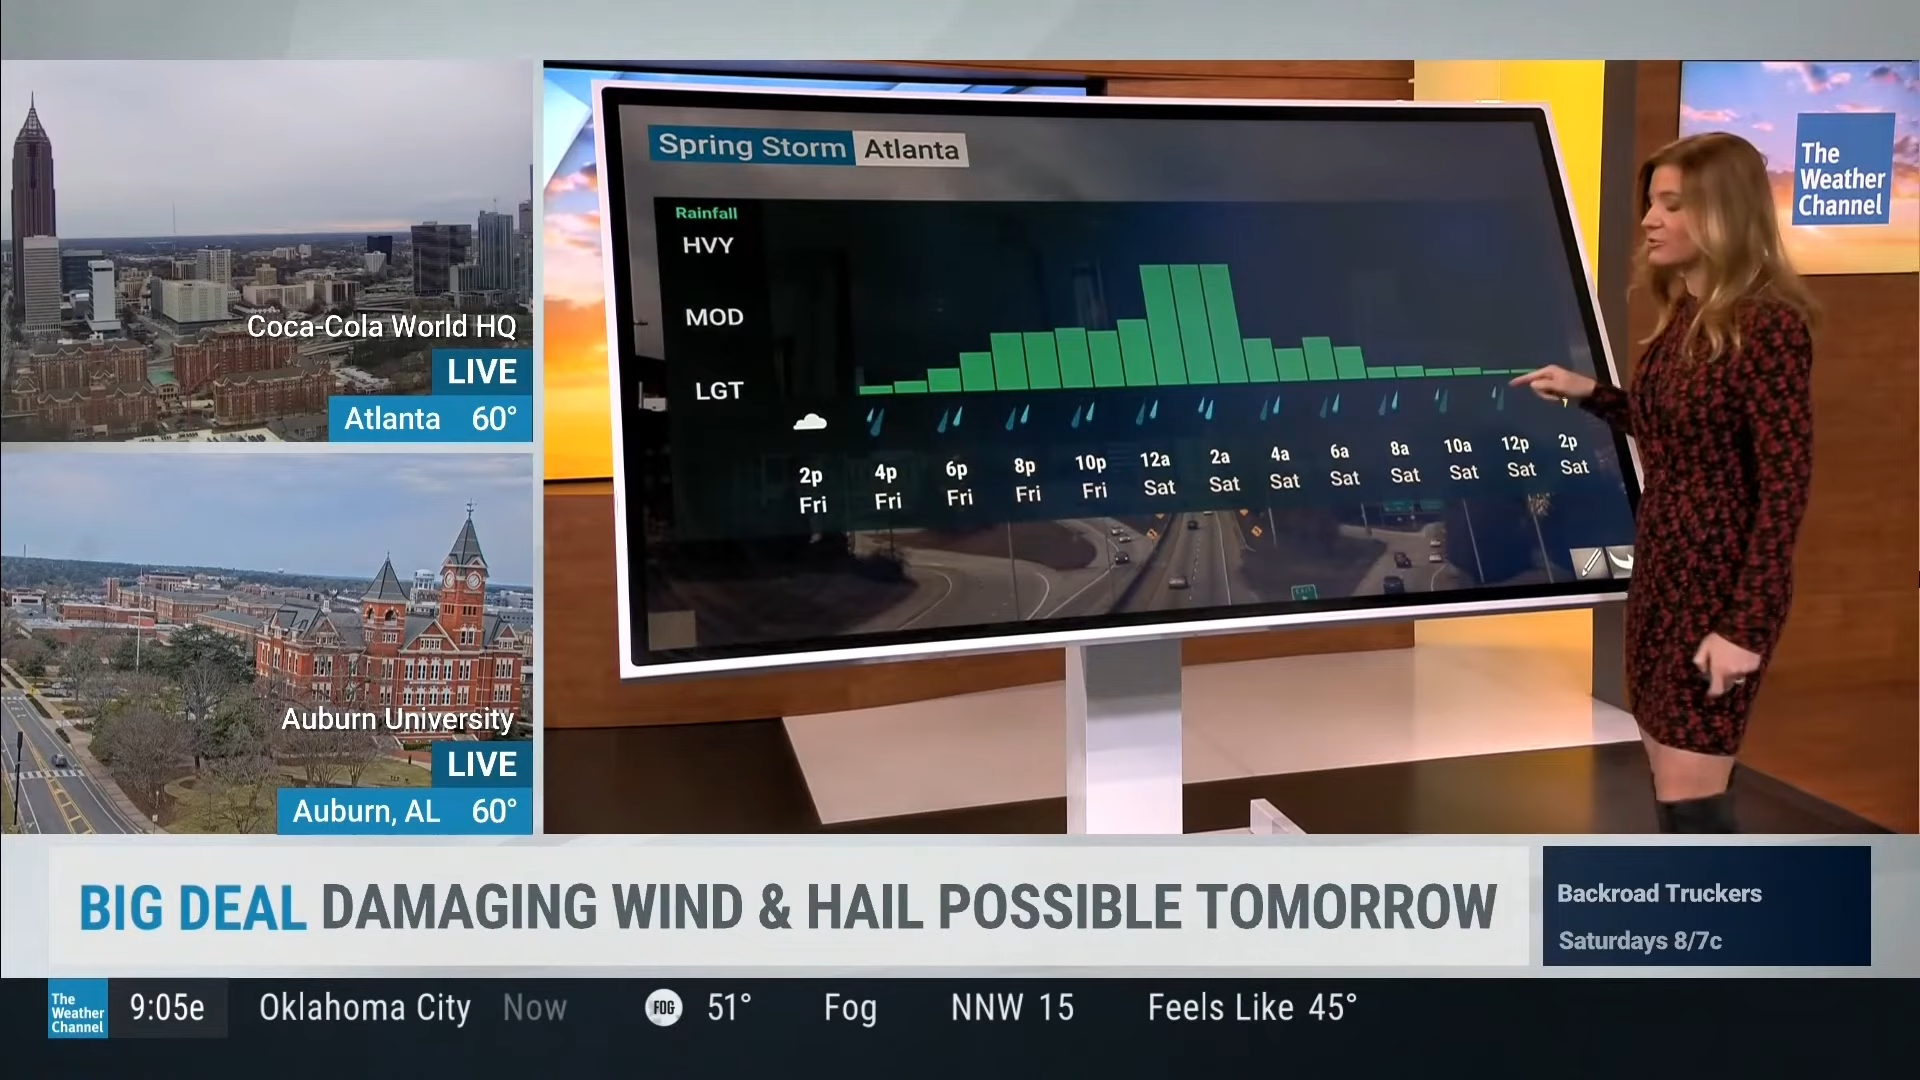 Coca-Cola World HQ
LIVE
Atlanta 60°
Auburn University
LIVE
Auburn, AL 60°
Spring Storm Atlanta
Rainfall
HVY
MOD
LGT
2p 4p 6p 8p 10p 12a 2a 4a 6a 8a 10a 12p 2p
Fri Fri Fri Fri Fri Sat Sat Sat Sat Sat Sat Sat Sat
EXIT
The
Weather
Channel
BIG DEAL DAMAGING WIND & HAIL POSSIBLE TOMORROW
Backroad Truckers
Saturdays 8/7c
The
Weather
Channel
9:05e Oklahoma City Now FOG 51° Fog NNW 15 Feels Like 45°